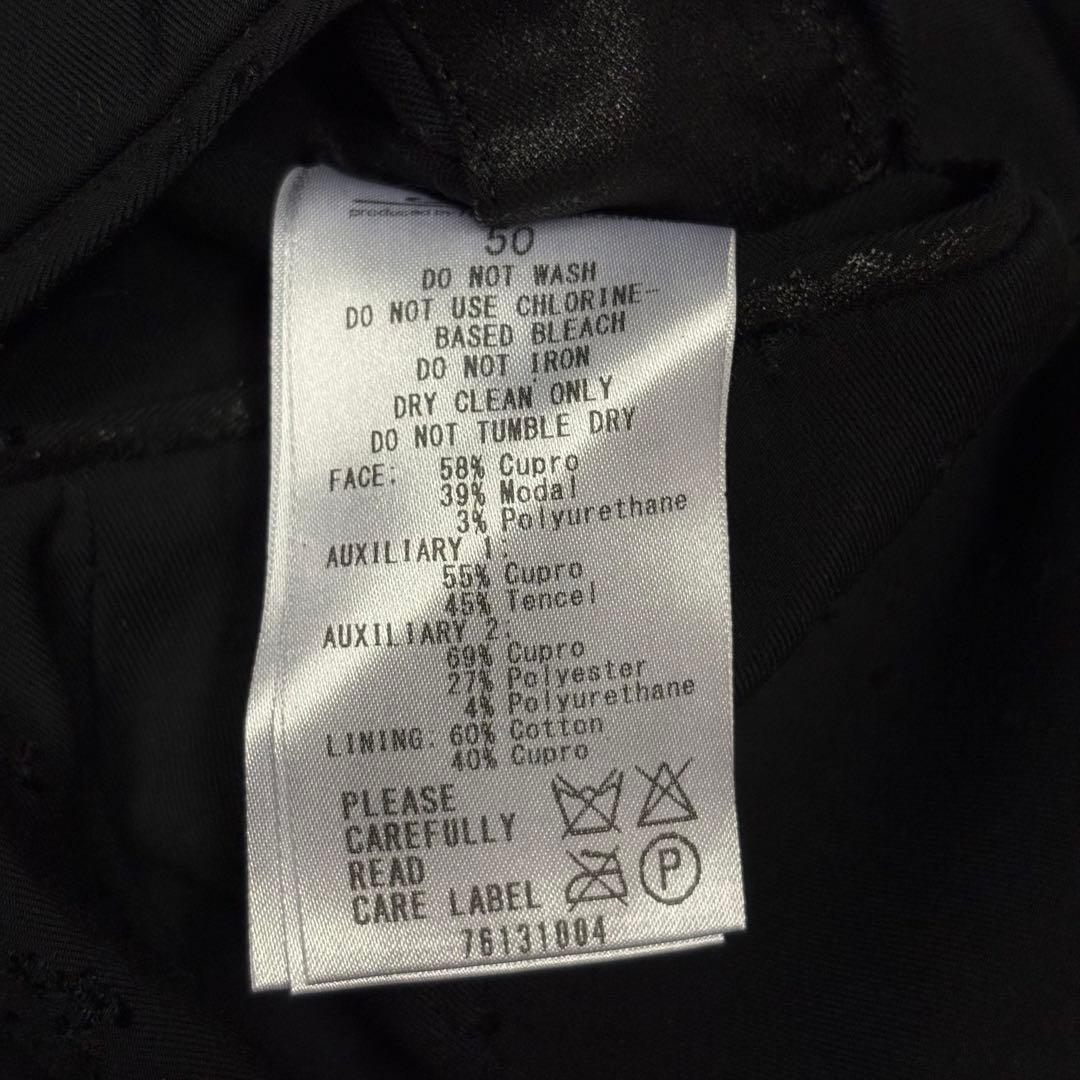 produced by
50
DO NOT WASH
DO NOT USE CHLORINE-
BASED BLEACH
DO NOT IRON
DRY CLEAN ONLY
DO NOT TUMBLE DRY
FACE: 58% Cupro
39% Modal
3% Polyurethane
AUXILIARY 1:
55% Cupro
45% Tencel
AUXILIARY 2:
69% Cupro
27% Polyester
4% Polyurethane
LINING: 60% Cotton
40% Cupro
PLEASE
CAREFULLY
READ
CARE LABEL
P
76131004